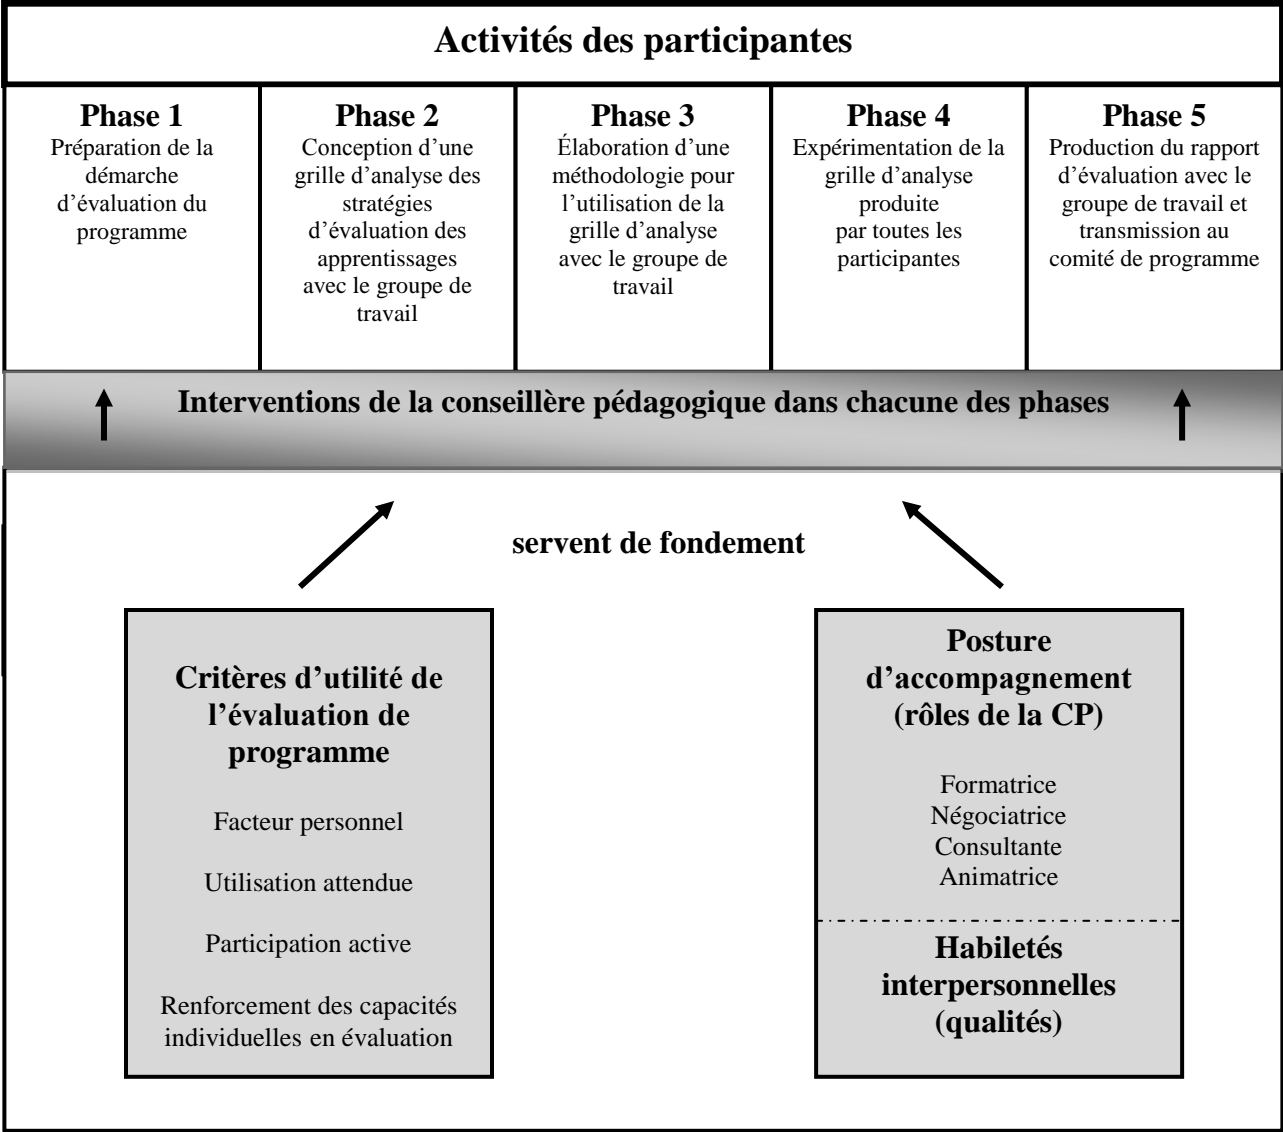 Activités des participantes
Phase 1
Préparation de la
démarche
d’évaluation du
programme
Phase 2
Conception d’une
grille d’analyse des
stratégies
d’évaluation des
apprentissages
avec le groupe de
travail
Phase 3
Élaboration d’une
méthodologie pour
l’utilisation de la
grille d’analyse
avec le groupe de
travail
Phase 4
Expérimentation de la
grille d’analyse
produite
par toutes les
participantes
Phase 5
Production du rapport
d’évaluation avec le
groupe de travail et
transmission au
comité de programme
Interventions de la conseillère pédagogique dans chacune des phases
servent de fondement
Critères d’utilité de
l’évaluation de
programme
Facteur personnel
Utilisation attendue
Participation active
Renforcement des capacités
individuelles en évaluation
Posture
d’accompagnement
(rôles de la CP)
Formatrice
Négociatrice
Consultante
Animatrice
Habiletés
interpersonnelles
(qualités)